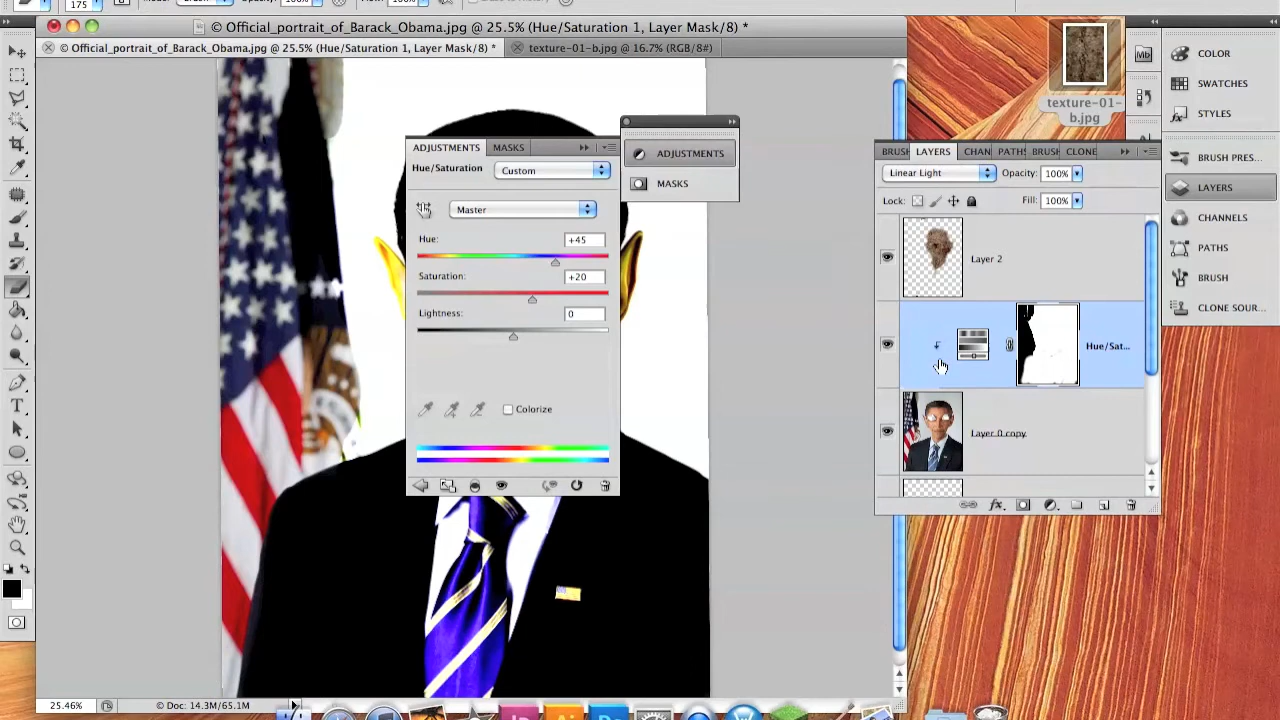 175
Opacity: 100%
© Official_portrait_of_Barack_Obama.jpg @ 25.5% (Hue/Saturation 1, Layer Mask/8) *
© Official_portrait_of_Barack_Obama.jpg @ 25.5% (Hue/Saturation 1, Layer Mask/8) *
texture-01-b.jpg @ 16.7% (RGB/8#)
ADJUSTMENTS
MASKS
Hue/Saturation
Custom
Master
Hue:
+45
Saturation:
+20
Lightness:
0
Colorize
ADJUSTMENTS
MASKS
texture-01-
b.jpg
BRUSH
LAYERS
CHAN
PATHS
BRUSH
CLONE
Linear Light
Opacity:
100%
Lock:
Fill:
100%
Layer 2
Hue/Sat...
Layer 0 copy
Mb
COLOR
SWATCHES
STYLES
BRUSH PRES...
LAYERS
CHANNELS
PATHS
BRUSH
CLONE SOUR...
25.46%
© Doc: 14.3M/65.1M